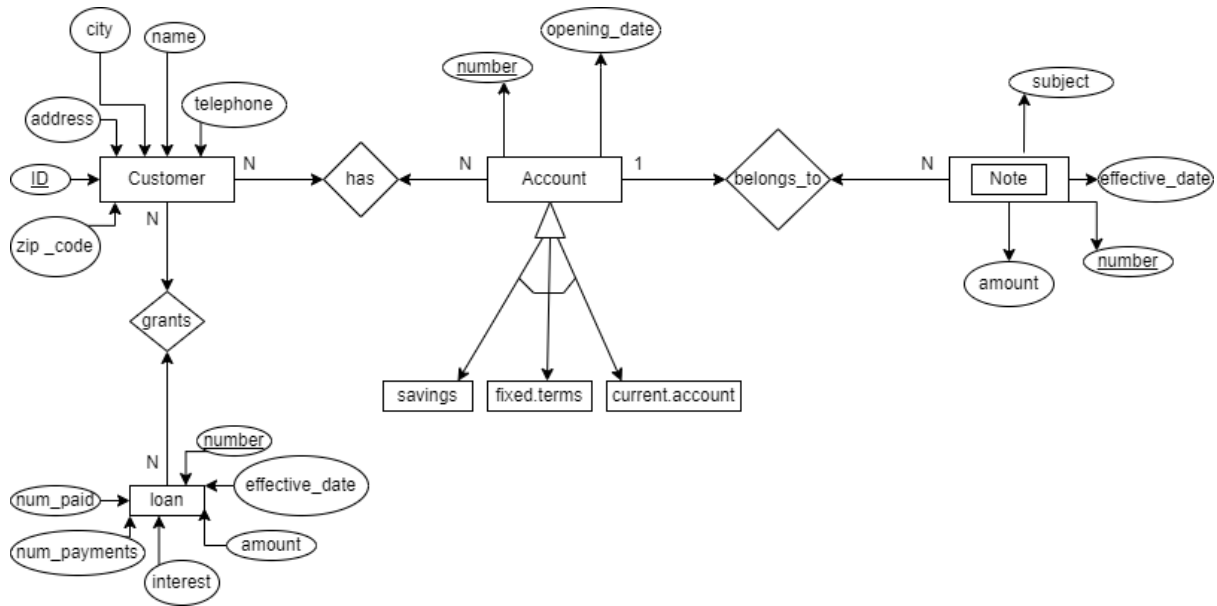 city
name
opening_date
number
subject
address
telephone
ID
Customer
N
has
N
Account
1
belongs_to
N
Note
effective_date
zip _code
N
number
amount
grants
savings
fixed.terms
current.account
number
N
effective_date
num_paid
loan
num_payments
amount
interest